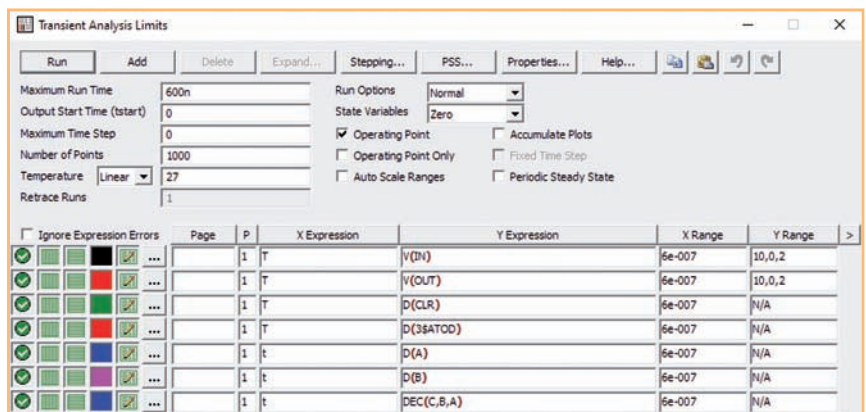 Transient Analysis Limits
Run Add Delete Expand... Stepping... PSS... Properties... Help...
Maximum Run Time 600n Run Options Normal
Output Start Time (tstart) 0 State Variables Zero
Maximum Time Step 0 Operating Point Accumulate Plots
Number of Points 1000 Operating Point Only Fixed Time Step
Temperature Linear 27 Auto Scale Ranges Periodic Steady State
Retrace Runs 1
Ignore Expression Errors Page P X Expression Y Expression X Range Y Range >
... 1 T V(IN) 6e-007 10,0,2
... 1 T V(OUT) 6e-007 10,0,2
... 1 T D(CLR) 6e-007 N/A
... 1 T D(3$ATOD) 6e-007 N/A
... 1 t D(A) 6e-007 N/A
... 1 t D(B) 6e-007 N/A
... 1 t DEC(C,B,A) 6e-007 N/A